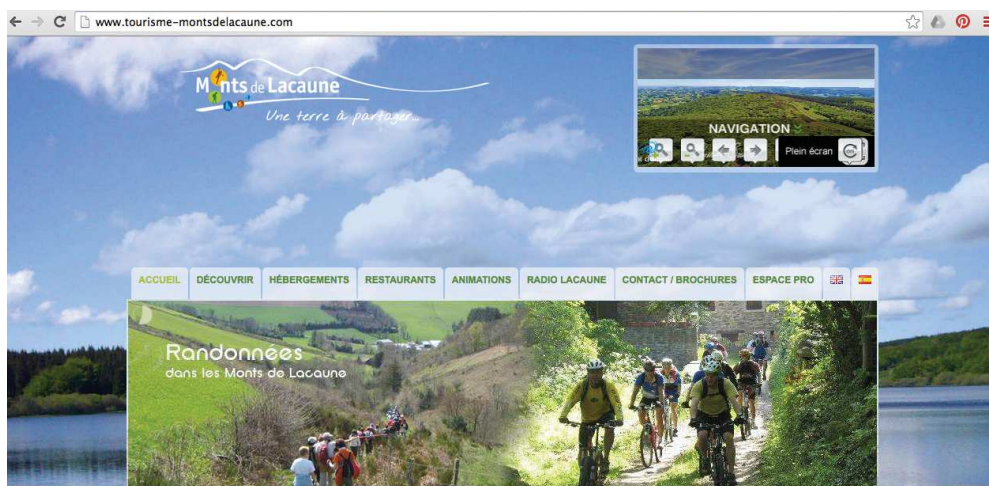 www.tourisme-montsdelacaune.com
Monts de Lacaune
Une terre à partager...
NAVIGATION
Plein écran
ACCUEIL DÉCOUVRIR HÉBERGEMENTS RESTAURANTS ANIMATIONS RADIO LACAUNE CONTACT / BROCHURES ESPACE PRO
Randonnées
dans les Monts de Lacaune